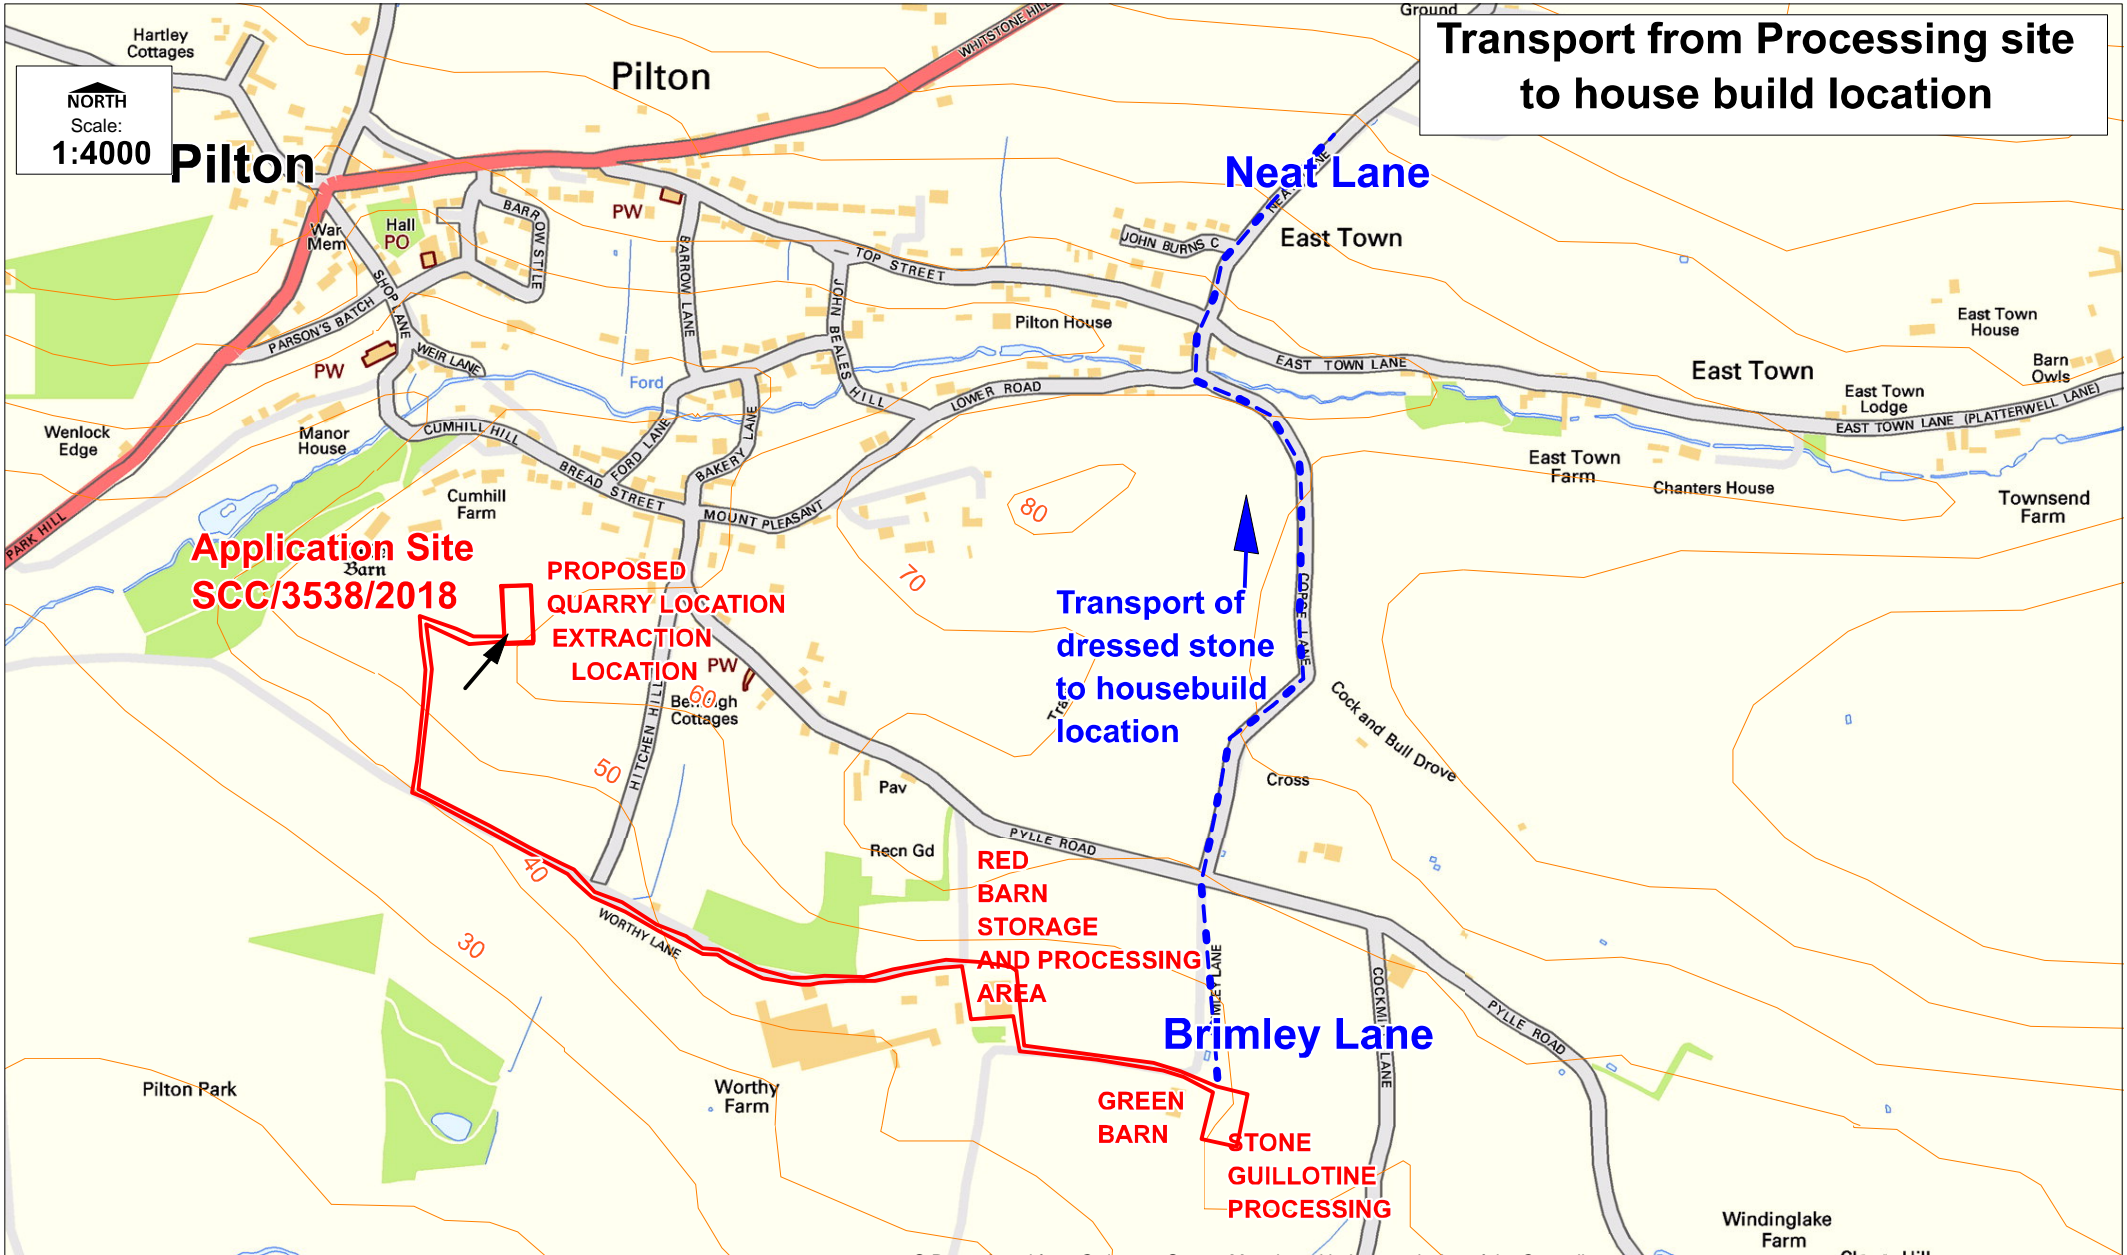 Ground
Transport from Processing site
to house build location
Hartley
Cottages
WHITSTONE HILL
Pilton
NORTH
Scale:
1:4000
Pilton
Neat Lane
East Town
JOHN BURNS C
BARROW STILE
PW
War
Mem
Hall
PO
SHOP LANE
BARROW LANE
TOP STREET
JOHN BEALES HILL
PARSON'S BATCH
WEIR LANE
PW
Pilton House
Ford
LOWER ROAD
EAST TOWN LANE
East Town
East Town
House
Barn
Owls
East Town
Lodge
EAST TOWN LANE (PLATTERWELL LANE)
Wenlock
Edge
Manor
House
CUMHILL HILL
BREAD STREET
FORD LANE
BAKERY LANE
MOUNT PLEASANT
Cumhill
Farm
East Town
Farm
Chanters House
Townsend
Farm
PARK HILL
80
70
Application Site
SCC/3538/2018
Barn
PROPOSED
QUARRY LOCATION
EXTRACTION
LOCATION
PW
60
Cottages
HITCHEN HILL
50
Transport of
dressed stone
to housebuild
location
COPSE LANE
Cock and Bull Drove
Cross
Pav
Recn Gd
PYLLE ROAD
40
30
WORTHY LANE
RED
BARN
STORAGE
AND PROCESSING
AREA
Brimley Lane
PYLLE ROAD
Pilton Park
Worthy
Farm
GREEN
BARN
STONE
GUILLOTINE
PROCESSING
Windinglake
Farm